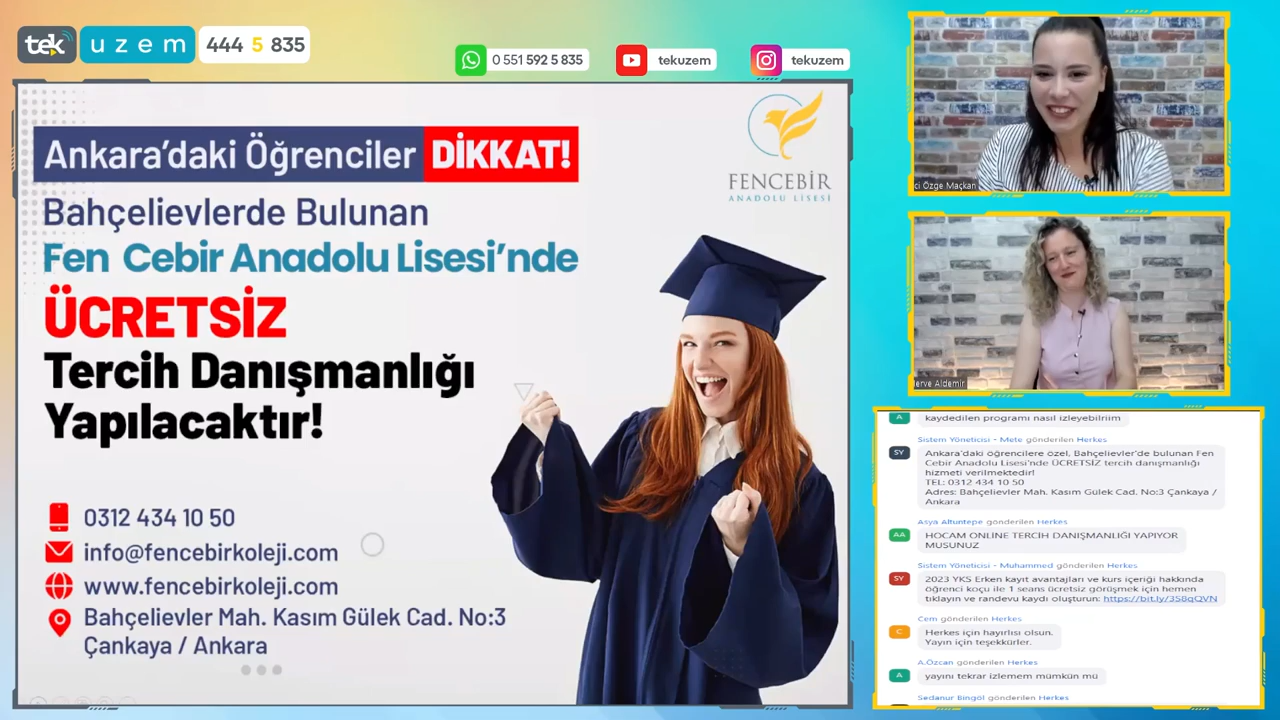 tek uzem 444 5 835
0 551 592 5 835 tekuzem tekuzem
FENCEBİR
ANADOLU LİSESİ
Ankara'daki Öğrenciler DİKKAT!
Bahçelievlerde Bulunan
Fen Cebir Anadolu Lisesi'nde
ÜCRETSİZ
Tercih Danışmanlığı
Yapılacaktır!
0312 434 10 50
info@fencebirkoleji.com
www.fencebirkoleji.com
Bahçelievler Mah. Kasım Gülek Cad. No:3
Çankaya / Ankara
ci Özge Maçkan
erve Aldemir
A
kaydedilen programı nasıl izleyebilriim
Sistem Yöneticisi - Mete gönderilen Herkes
SY
Ankara'daki öğrencilere özel, Bahçelievler'de bulunan Fen
Cebir Anadolu Lisesi'nde ÜCRETSİZ tercih danışmanlığı
hizmeti verilmektedir!
TEL: 0312 434 10 50
Adres: Bahçelievler Mah. Kasım Gülek Cad. No:3 Çankaya /
Ankara
Asya Altuntepe gönderilen Herkes
AA
HOCAM ONLİNE TERCİH DANIŞMANLIĞI YAPIYOR
MUSUNUZ
Sistem Yöneticisi - Muhammed gönderilen Herkes
SY
2023 YKS Erken kayıt avantajları ve kurs içeriği hakkında
öğrenci koçu ile 1 seans ücretsiz görüşmek için hemen
tıklayın ve randevu kaydı oluşturun: https://bit.ly/3S8qQVN
Cem gönderilen Herkes
C
Herkes için hayırlısı olsun.
Yayın için teşekkürler.
A.Özcan gönderilen Herkes
A
yayını tekrar izlemem mümkün mü
Sedanur Bingöl gönderilen Herkes